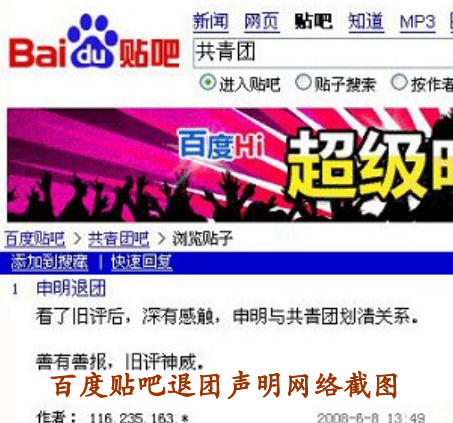 Bai du 贴吧
新闻 网页 贴吧 知道 MP3
共青团
进入贴吧 贴子搜索 按作者
百度Hi 超级
百度贴吧 > 共青团吧 > 浏览贴子
添加到搜藏 | 快速回复
1 申明退团
看了旧评后，深有感触，申明与共青团划清关系。
善有善报，旧评神威。
百度贴吧退团声明网络截图
作者： 116.235.163.* 2008-6-8 13:49